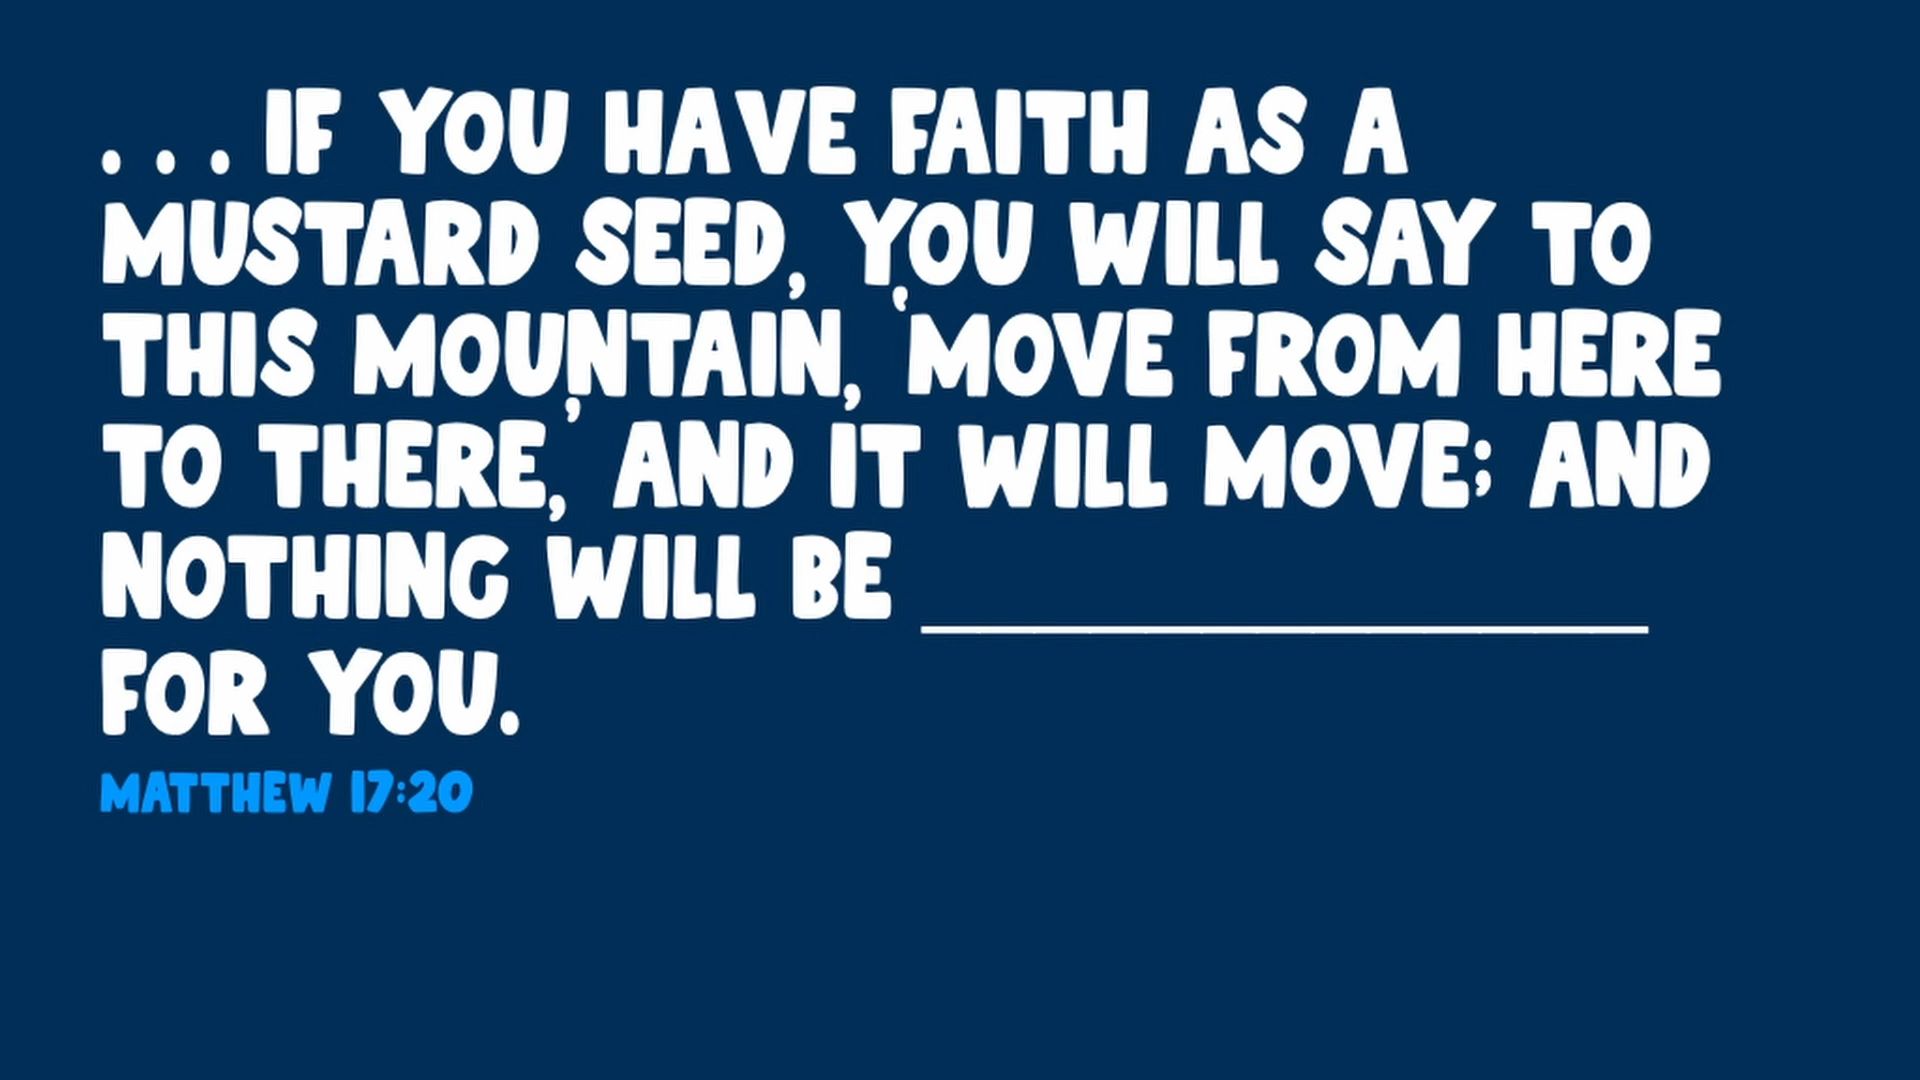 . . . IF YOU HAVE FAITH AS A
MUSTARD SEED, YOU WILL SAY TO
THIS MOUNTAIN, ‘MOVE FROM HERE
TO THERE,’ AND IT WILL MOVE; AND
NOTHING WILL BE ____________________
FOR YOU.
MATTHEW 17:20